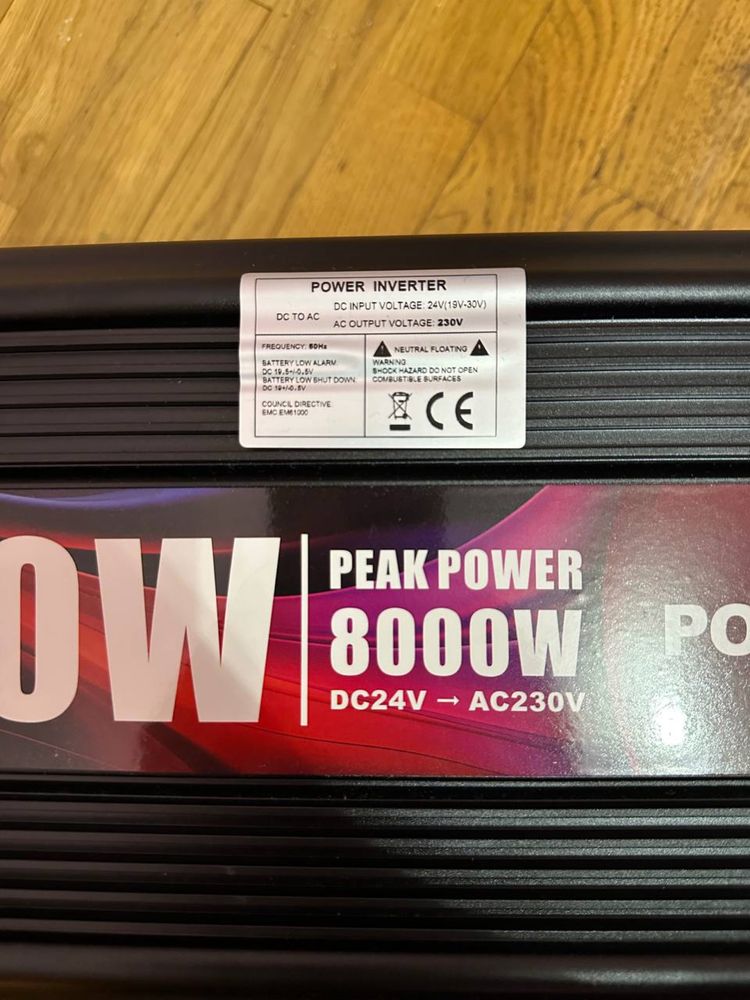 POWER INVERTER
DC TO AC
DC INPUT VOLTAGE: 24V(19V-30V)
AC OUTPUT VOLTAGE: 230V
FREQUENCY: 50Hz
BATTERY LOW ALARM:
DC 19.5+/-0.5V
BATTERY LOW SHUT DOWN:
DC 19+/-0.5V
COUNCIL DIRECTIVE:
EMC EM61000
NEUTRAL FLOATING
WARNING
SHOCK HAZARD DO NOT OPEN
COMBUSTIBLE SURFACES
CE
0W
PEAK POWER
8000W
DC24V → AC230V
PO